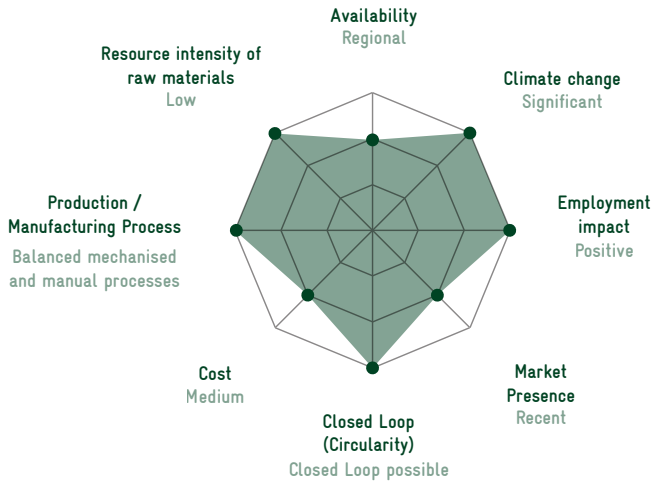 Availability
Regional
Resource intensity of
raw materials
Low
Climate change
Significant
Production /
Manufacturing Process
Balanced mechanised
and manual processes
Employment
impact
Positive
Cost
Medium
Market
Presence
Recent
Closed Loop
(Circularity)
Closed Loop possible